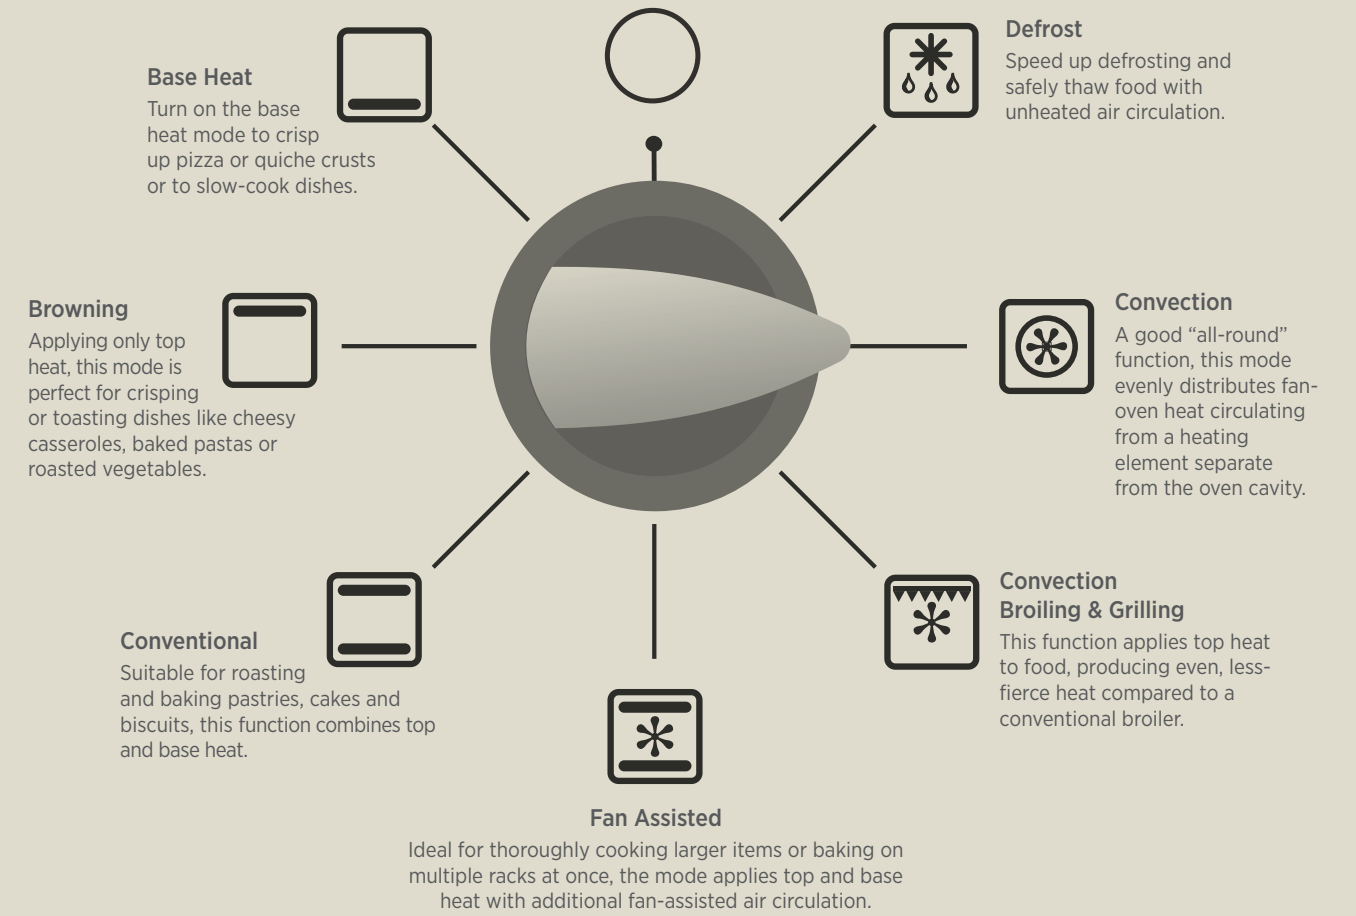 Base Heat
Turn on the base
heat mode to crisp
up pizza or quiche crusts
or to slow-cook dishes.
Defrost
Speed up defrosting and
safely thaw food with
unheated air circulation.
Browning
Applying only top
heat, this mode is
perfect for crisping
or toasting dishes like cheesy
casseroles, baked pastas or
roasted vegetables.
Convection
A good “all-round”
function, this mode
evenly distributes fan-
oven heat circulating
from a heating
element separate
from the oven cavity.
Conventional
Suitable for roasting
and baking pastries, cakes and
biscuits, this function combines top
and base heat.
Convection
Broiling & Grilling
This function applies top heat
to food, producing even, less-
fierce heat compared to a
conventional broiler.
Fan Assisted
Ideal for thoroughly cooking larger items or baking on
multiple racks at once, the mode applies top and base
heat with additional fan-assisted air circulation.